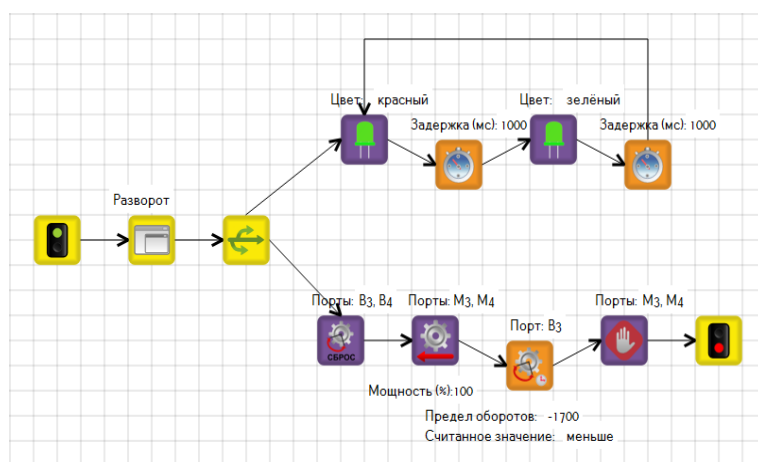 Цвет: красный
Цвет: зелёный
Задержка (мс): 1000
Задержка (мс): 1000
Разворот
Порты: B3, B4
Порты: M3, M4
Порт: B3
Порты: M3, M4
СБРОС
Мощность (%):100
Предел оборотов: -1700
Считанное значение: меньше